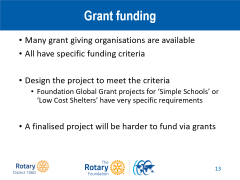 Grant funding
• Many grant giving organisations are available
• All have specific funding criteria
• Design the project to meet the criteria
• Foundation Global Grant projects for ‘Simple Schools’ or
‘Low Cost Shelters’ have very specific requirements
• A finalised project will be harder to fund via grants
Rotary
District 1060
The
Rotary
Foundation
13